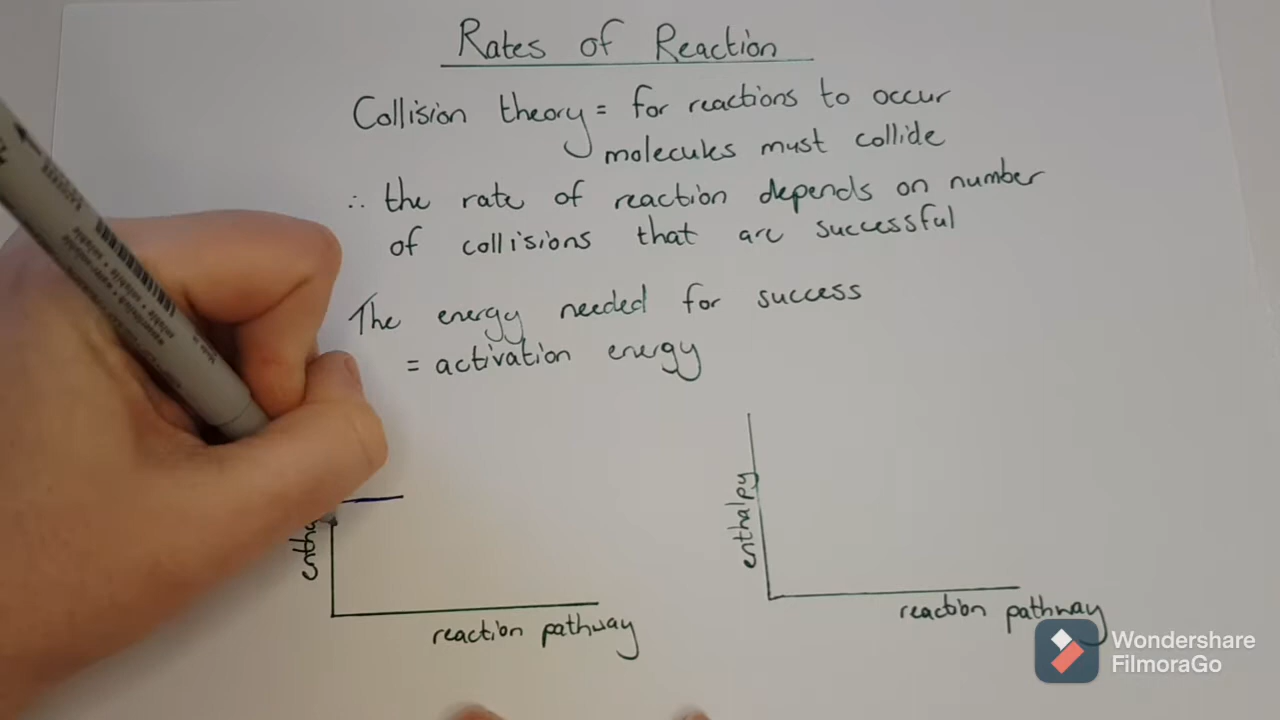 Rates of Reaction
Collision theory = for reactions to occur
molecules must collide
∴ the rate of reaction depends on number
of collisions that are successful
The energy needed for success
= activation energy
enthalpy
reaction pathway
reaction pathway
Wondershare
FilmoraGo